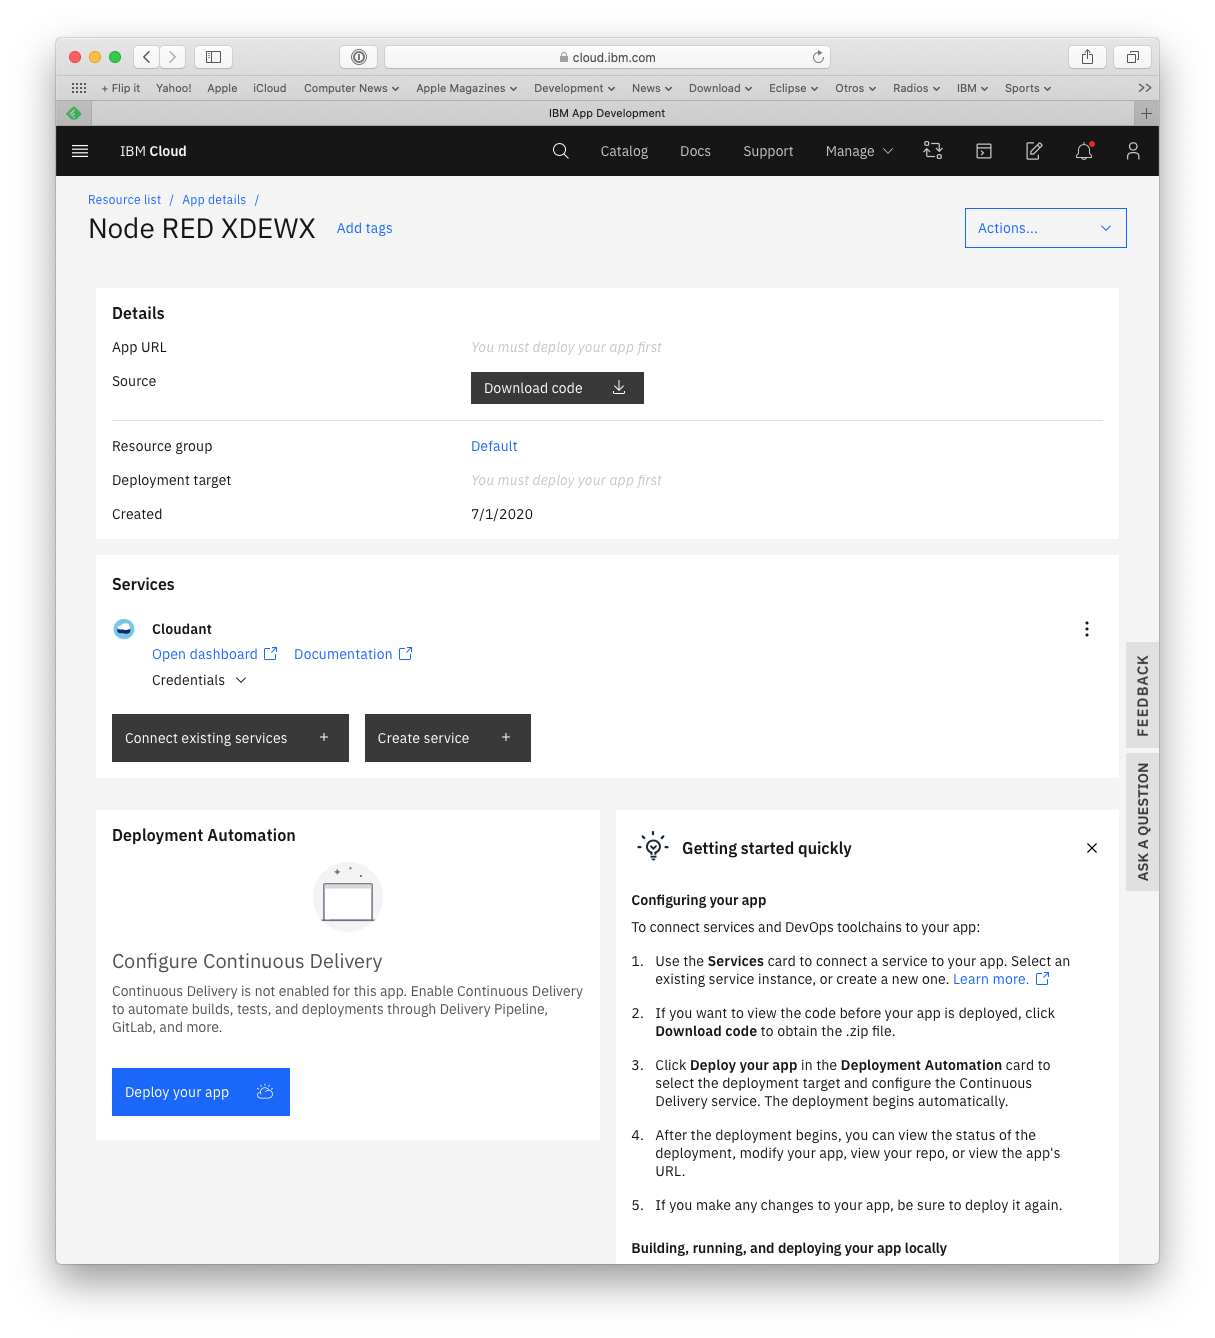 cloud.ibm.com
+ Flip it Yahoo! Apple iCloud Computer News Apple Magazines Development News Download Eclipse Otros Radios IBM Sports
IBM App Development
IBM Cloud Catalog Docs Support Manage
Resource list / App details /
Node RED XDEWX Add tags
Actions...
Details
App URL You must deploy your app first
Source Download code
Resource group Default
Deployment target You must deploy your app first
Created 7/1/2020
Services
Cloudant
Open dashboard Documentation
Credentials
Connect existing services + Create service +
FEEDBACK
ASK A QUESTION
Deployment Automation
Configure Continuous Delivery
Continuous Delivery is not enabled for this app. Enable Continuous Delivery
to automate builds, tests, and deployments through Delivery Pipeline,
GitLab, and more.
Deploy your app
Getting started quickly
Configuring your app
To connect services and DevOps toolchains to your app:
1. Use the Services card to connect a service to your app. Select an
existing service instance, or create a new one. Learn more.
2. If you want to view the code before your app is deployed, click
Download code to obtain the .zip file.
3. Click Deploy your app in the Deployment Automation card to
select the deployment target and configure the Continuous
Delivery service. The deployment begins automatically.
4. After the deployment begins, you can view the status of the
deployment, modify your app, view your repo, or view the app's
URL.
5. If you make any changes to your app, be sure to deploy it again.
Building, running, and deploying your app locally